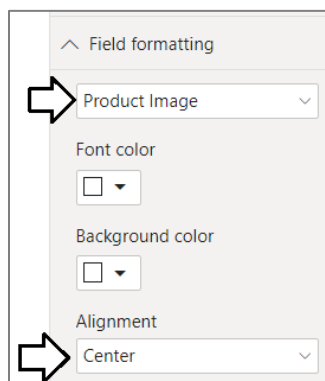 Field formatting
Product Image
Font color
Background color
Alignment
Center